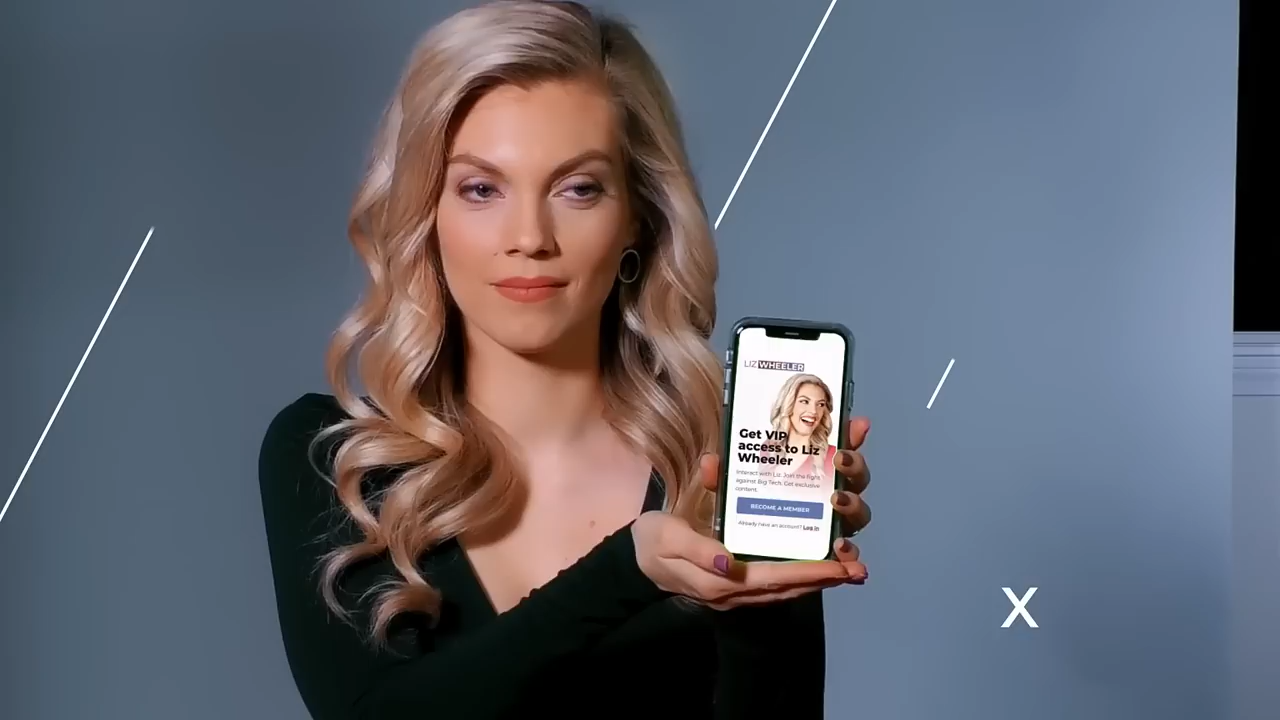 LIZ WHEELER
Get VIP
access to Liz
Wheeler
Interact with Liz. Join the fight
against Big Tech. Get exclusive
content.
BECOME A MEMBER
Already have an account? Log in
X